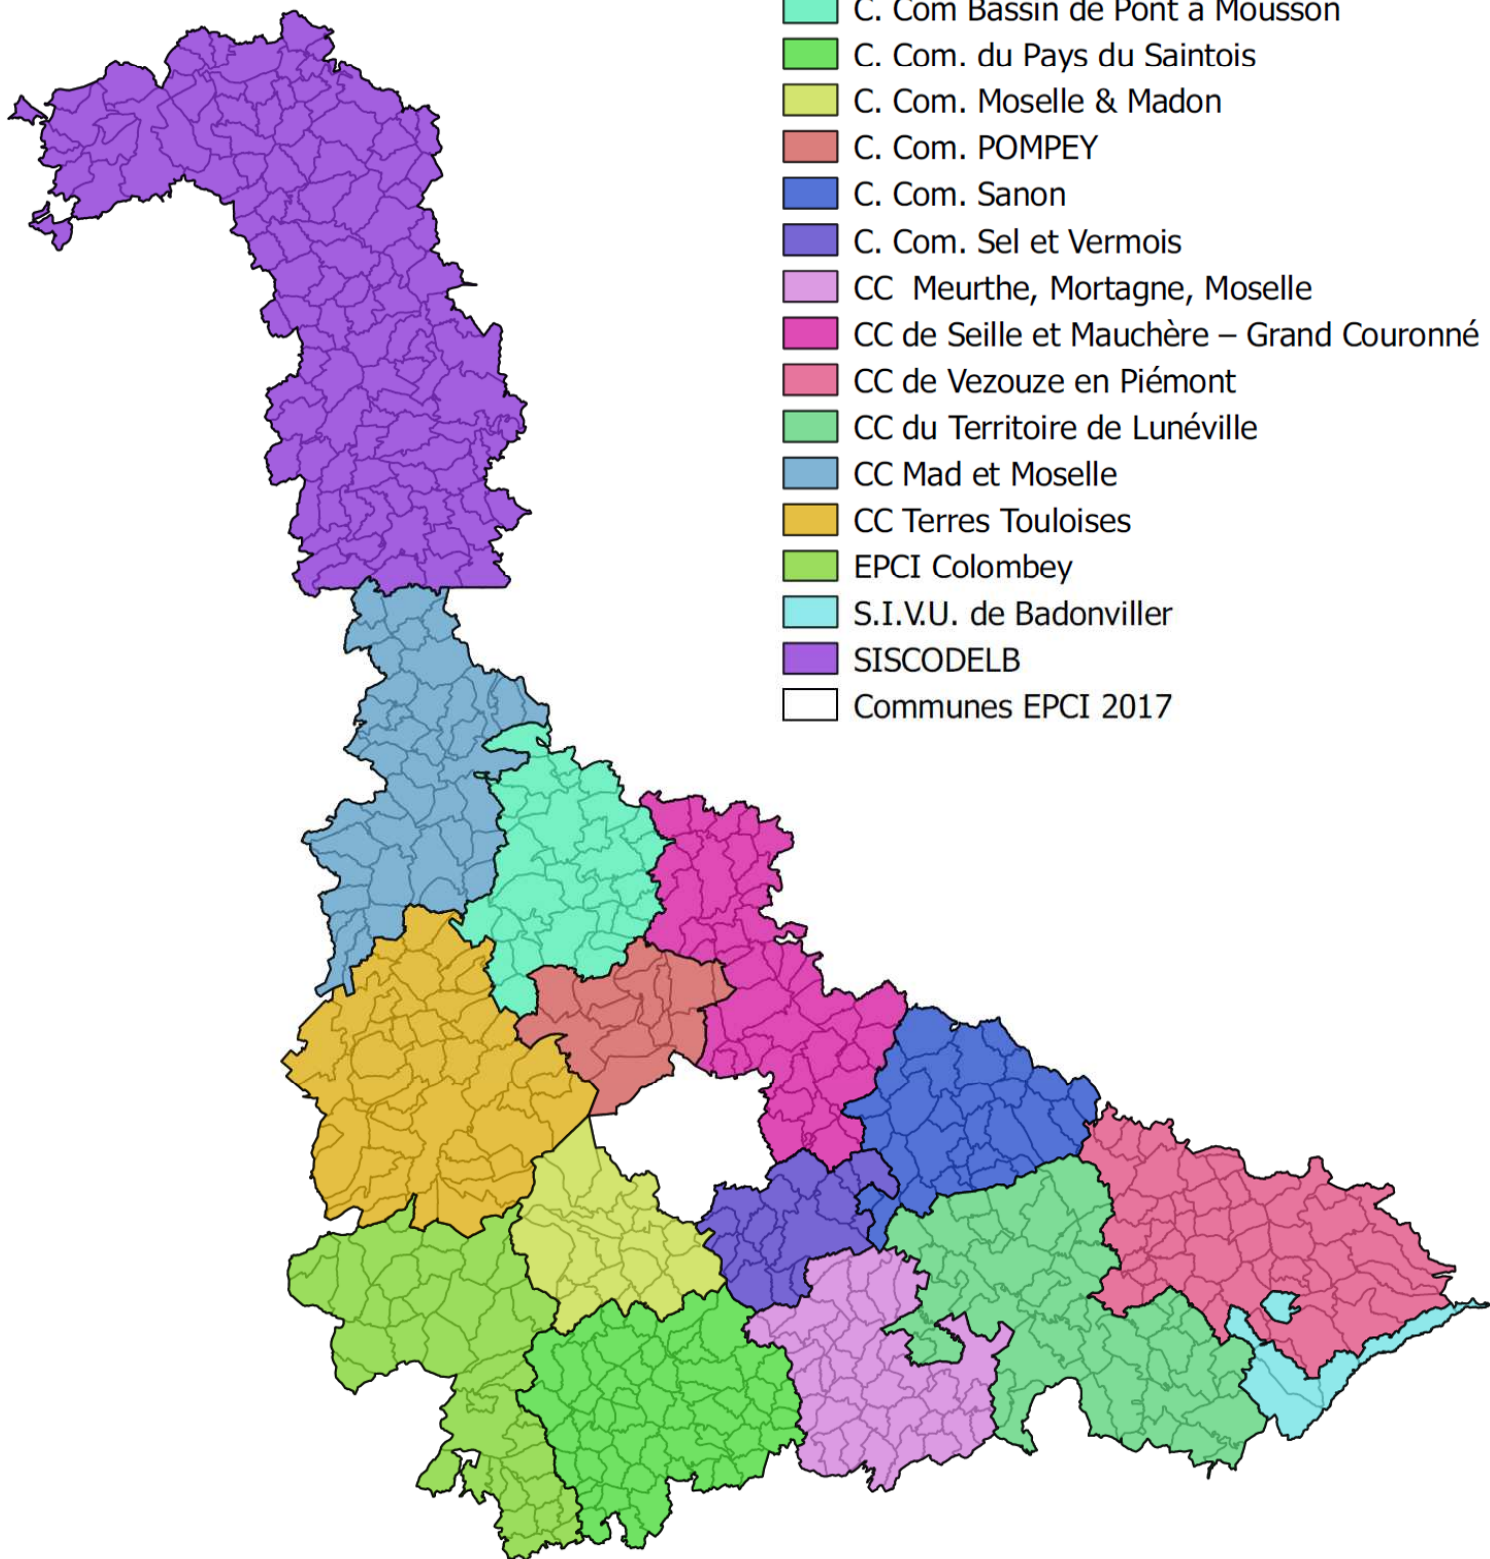 C. Com Bassin de Pont a Mousson
C. Com. du Pays du Saintois
C. Com. Moselle & Madon
C. Com. POMPEY
C. Com. Sanon
C. Com. Sel et Vermois
CC  Meurthe, Mortagne, Moselle
CC de Seille et Mauchère – Grand Couronné
CC de Vezouze en Piémont
CC du Territoire de Lunéville
CC Mad et Moselle
CC Terres Touloises
EPCI Colombey
S.I.V.U. de Badonviller
SISCODELB
Communes EPCI 2017